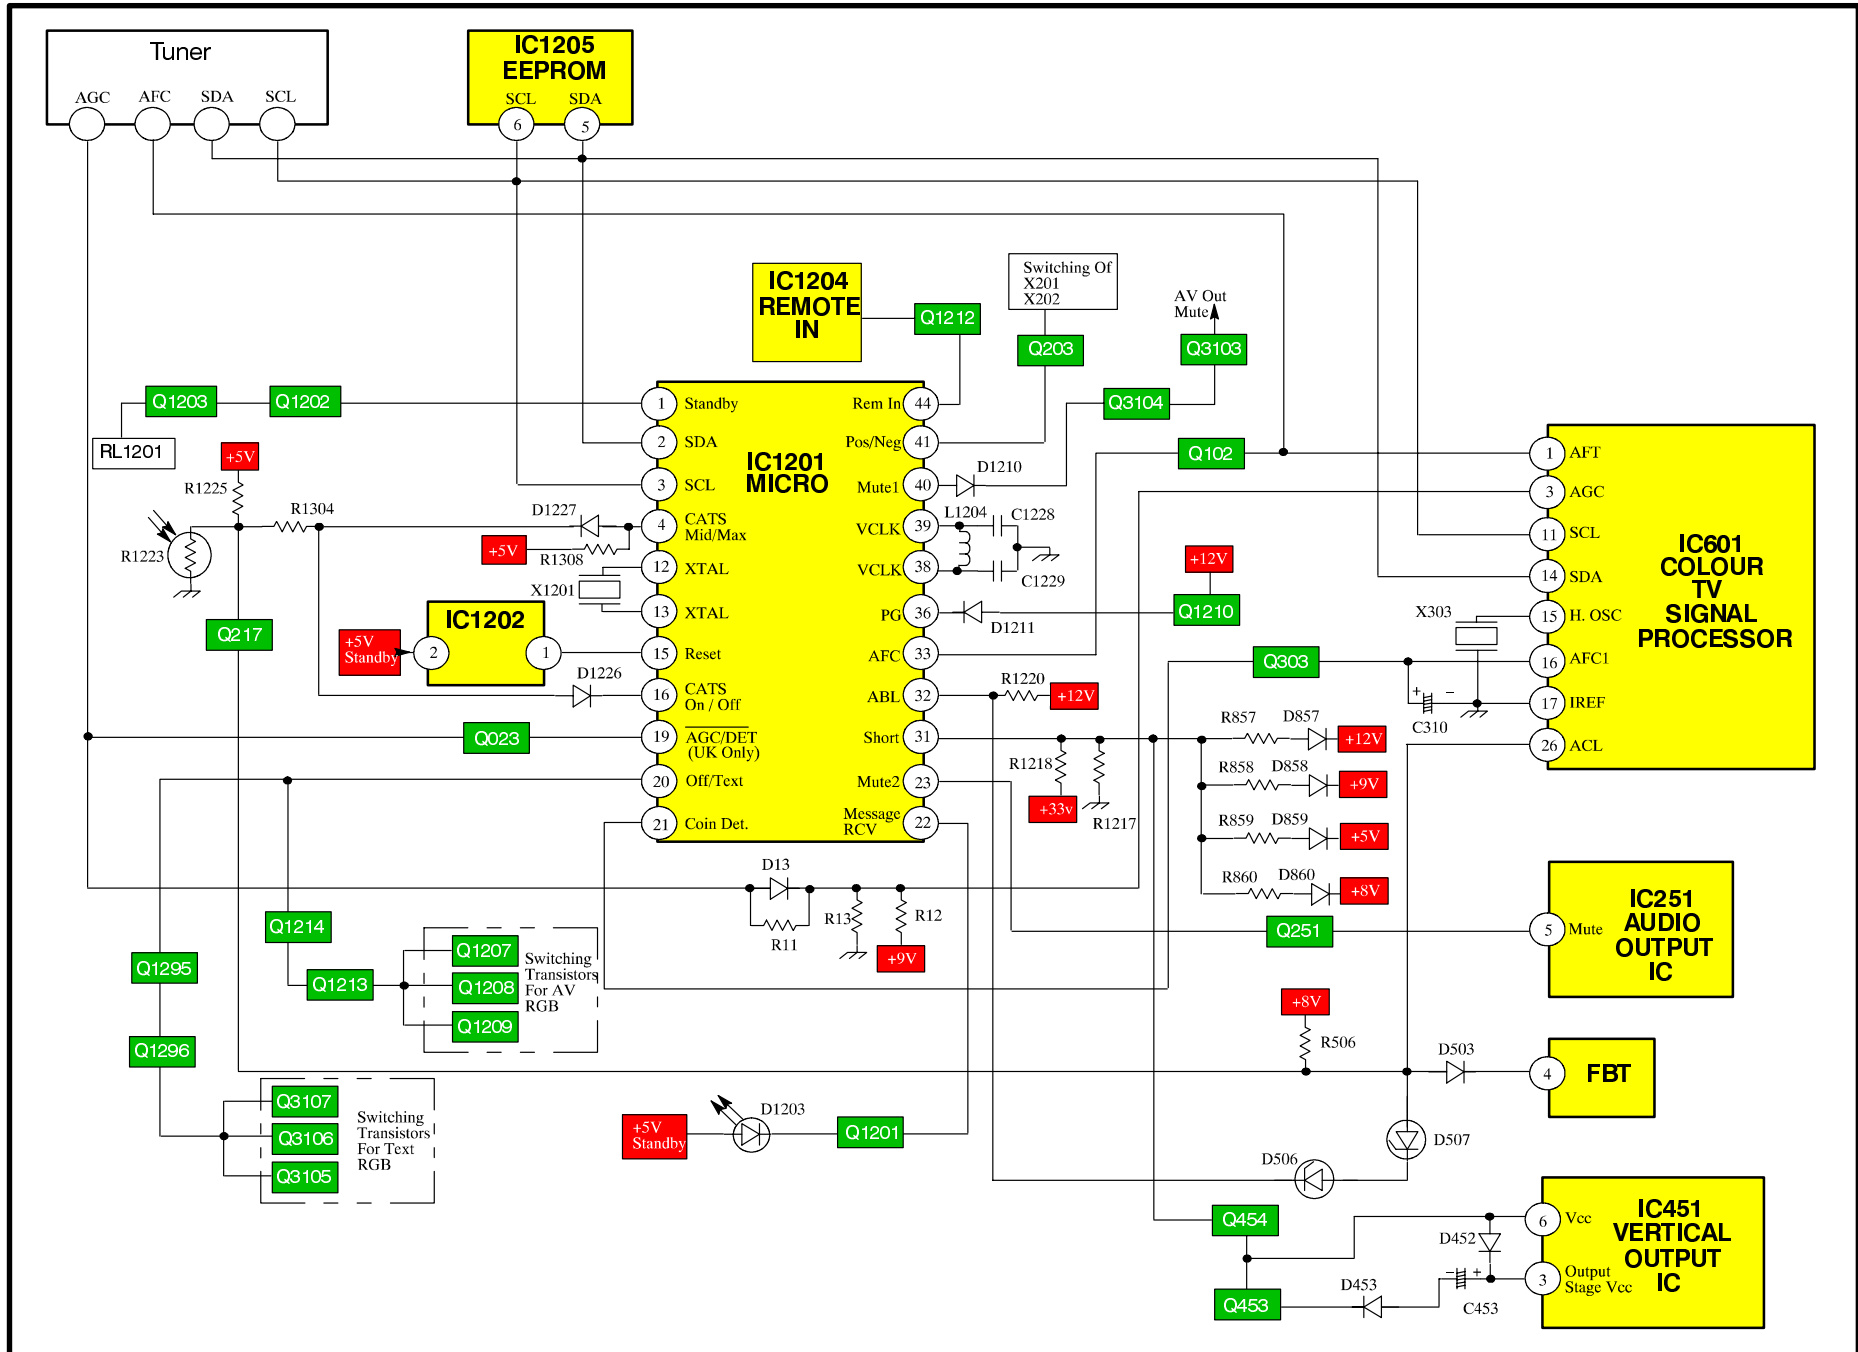 Tuner
AGC
AFC
SDA
SCL
IC1205
EEPROM
SCL
SDA
6
5
IC1204
REMOTE
IN
Q1212
Switching Of
X201
X202
Q203
AV Out
Mute
Q3103
Q3104
Q1203
Q1202
RL1201
+5V
R1225
R1304
R1223
D1227
+5V
R1308
X1201
Q217
+5V
Standby
IC1202
2
1
D1226
Q023
IC1201
MICRO
1
Standby
2
SDA
3
SCL
4
CATS
Mid/Max
12
XTAL
13
XTAL
15
Reset
16
CATS
On / Off
19
AGC/DET
(UK Only)
20
Off/Text
21
Coin Det.
Rem In
44
Pos/Neg
41
Mute1
40
VCLK
39
VCLK
38
PG
36
AFC
33
ABL
32
Short
31
Mute2
23
Message
RCV
22
D1210
L1204
C1228
C1229
D1211
+12V
Q1210
Q102
R1220
+12V
Q303
X303
+
−
C310
IC601
COLOUR
TV
SIGNAL
PROCESSOR
1
AFT
3
AGC
11
SCL
14
SDA
15
H. OSC
16
AFC1
17
IREF
26
ACL
R1218
+33v
R1217
R857
D857
+12V
R858
D858
+9V
R859
D859
+5V
R860
D860
+8V
D13
R11
R13
R12
+9V
Q251
IC251
AUDIO
OUTPUT
IC
5
Mute
Q1214
Q1295
Q1213
Q1296
Q1207
Q1208
Q1209
Switching
Transistors
For AV
RGB
Q3107
Q3106
Q3105
Switching
Transistors
For Text
RGB
+5V
Standby
D1203
Q1201
+8V
R506
D503
4
FBT
D507
D506
Q454
Q453
D453
D452
−
+
C453
IC451
VERTICAL
OUTPUT
IC
6
Vcc
3
Output
Stage Vcc